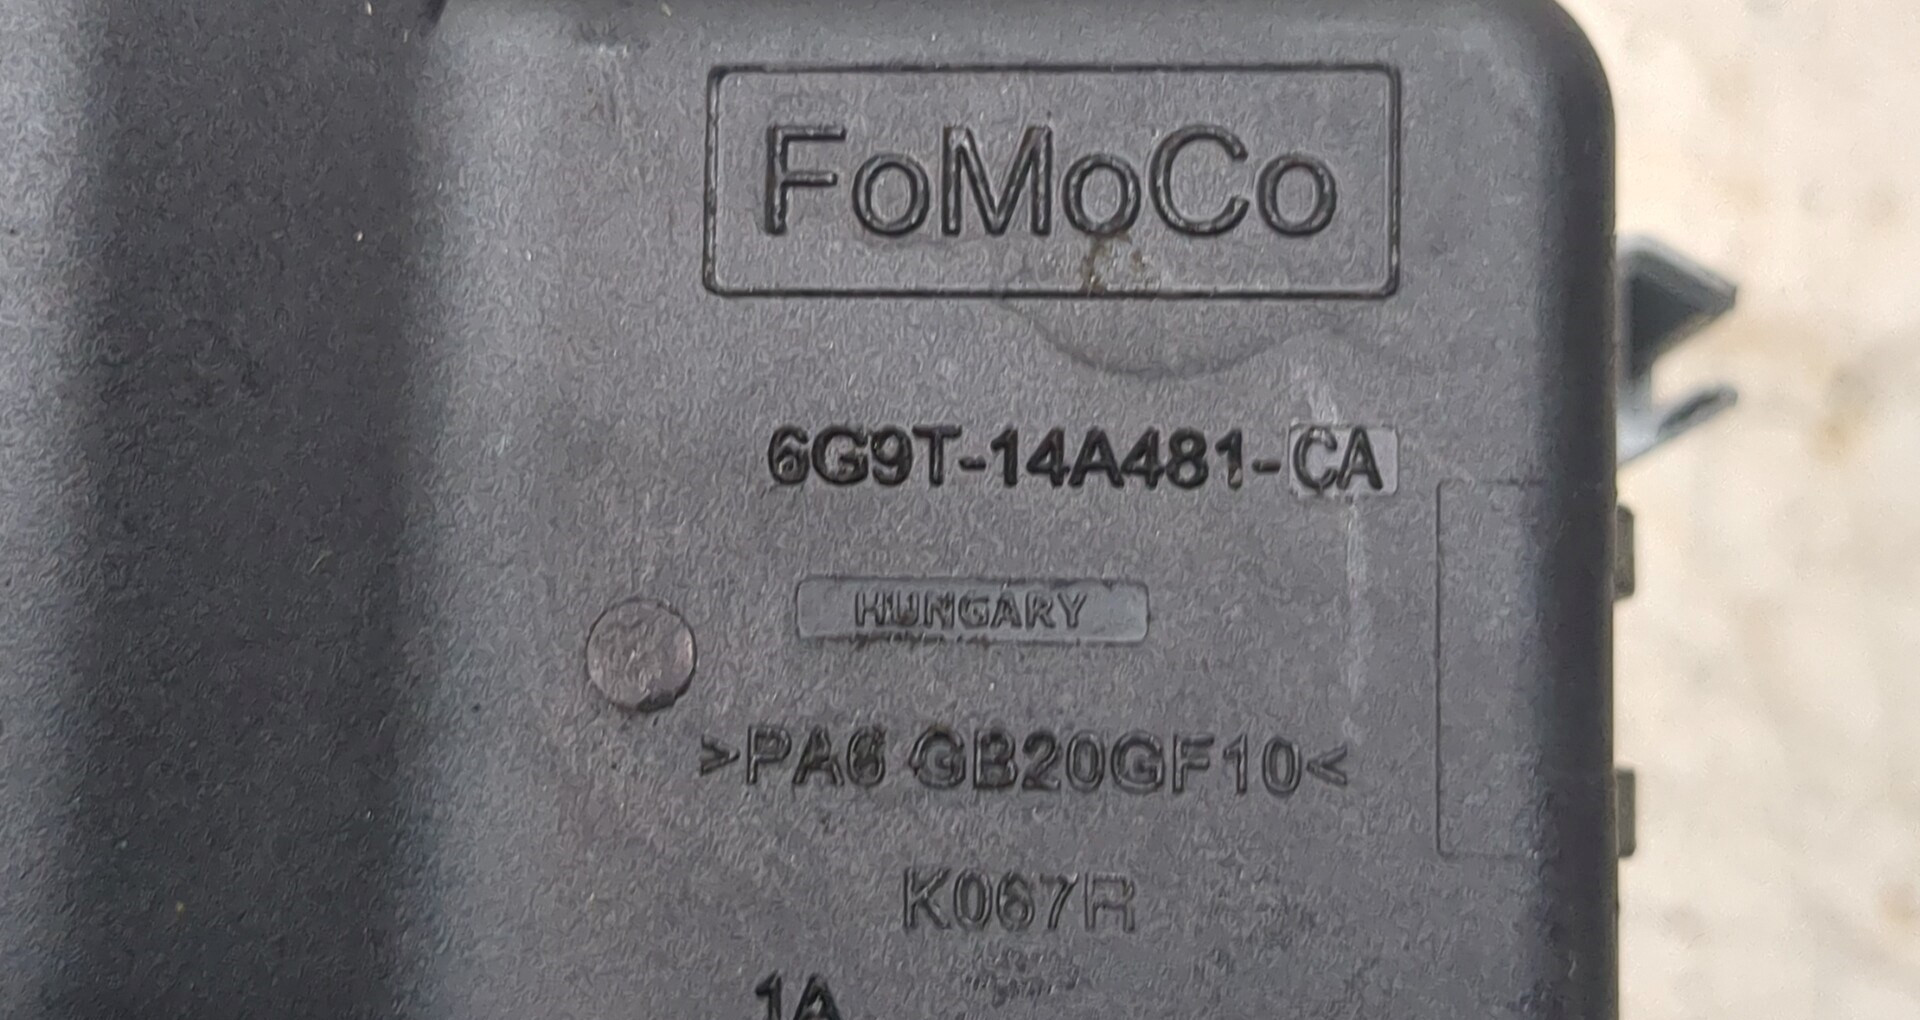 FoMoCo
6G9T-14A481-CA
HUNGARY
>PA6 GB20GF10<
K067R
1A